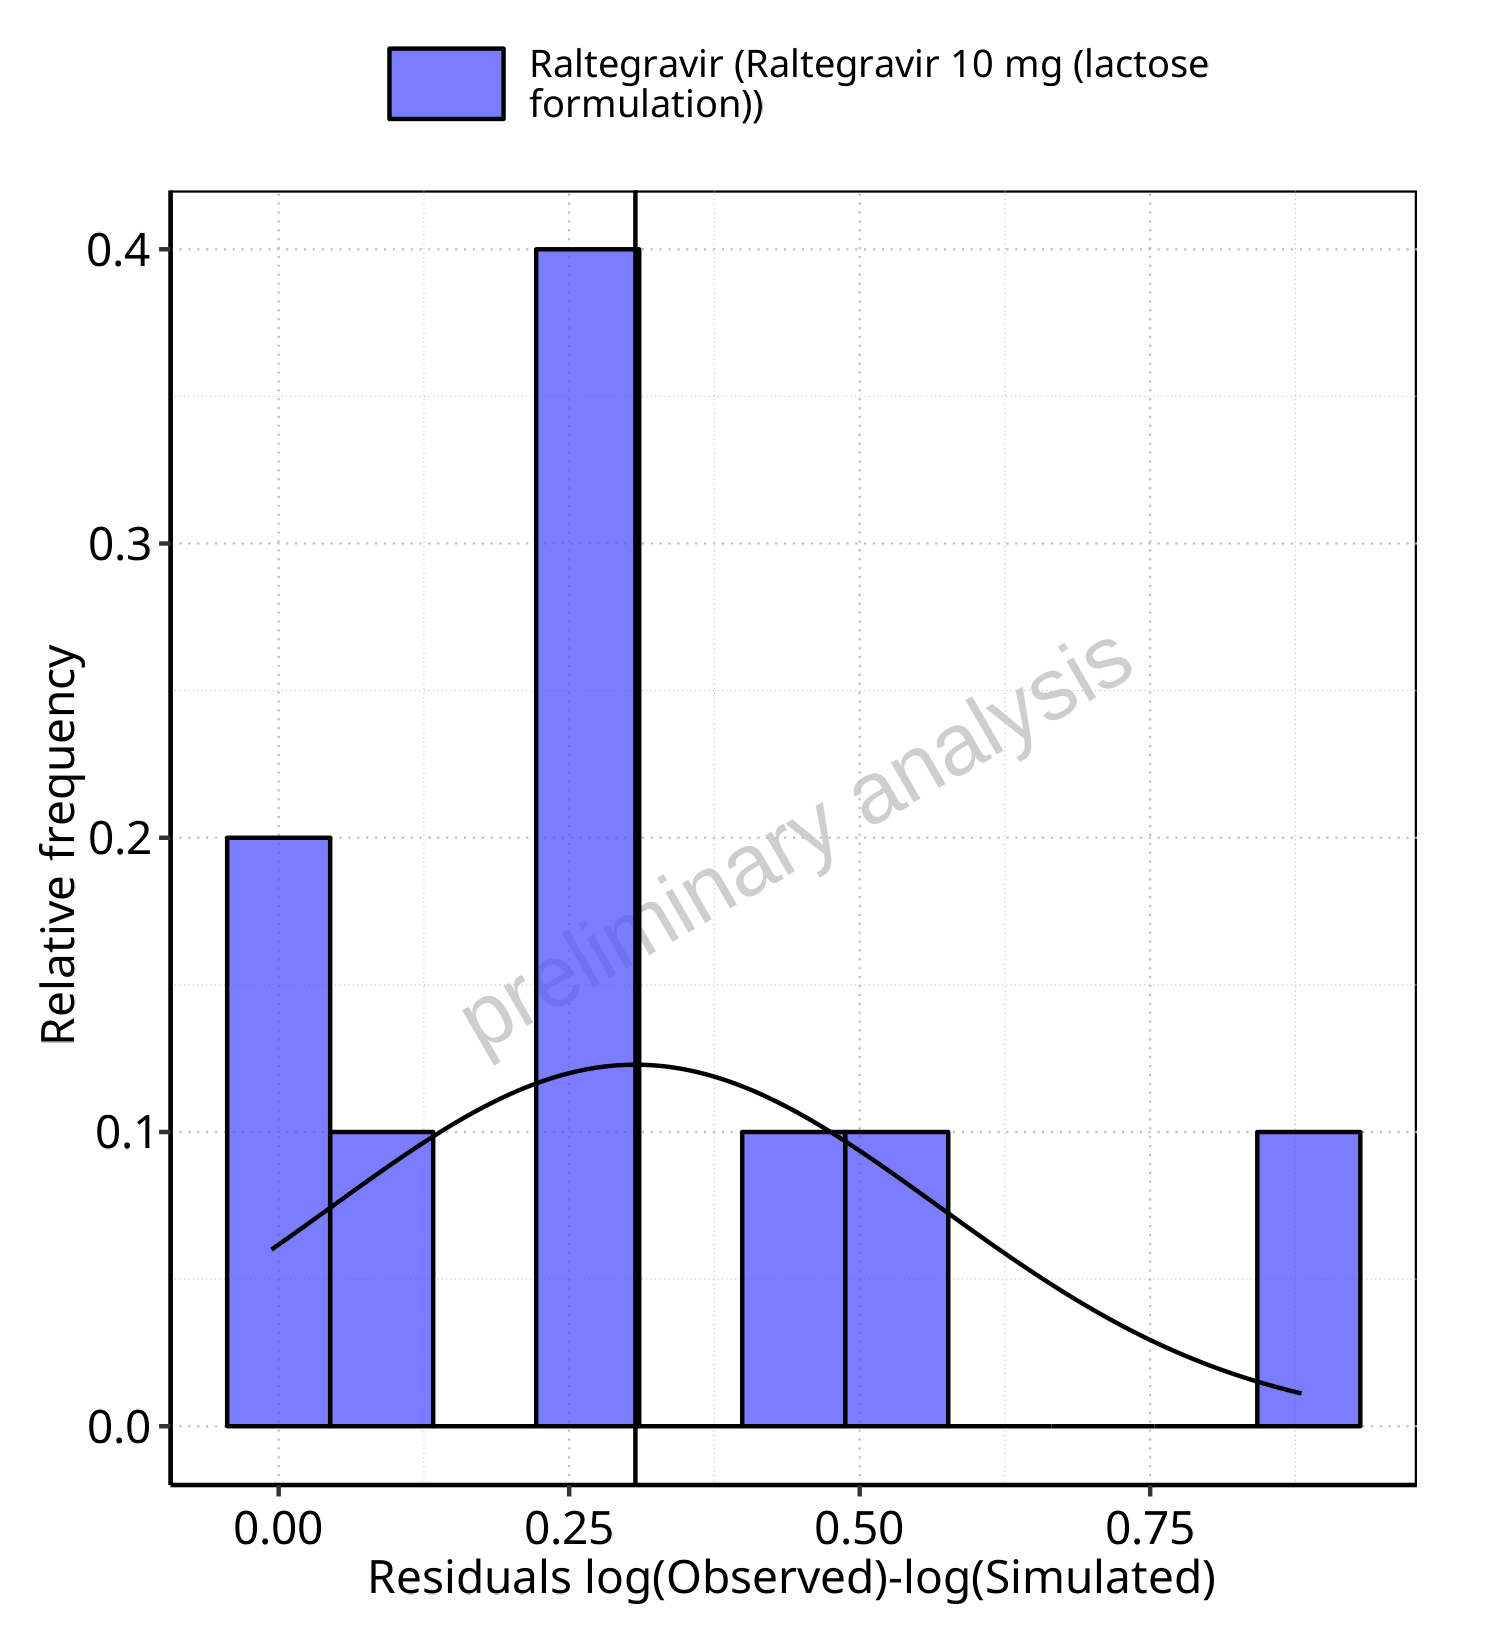 Raltegravir (Raltegravir 10 mg (lactose
formulation))
0.4
0.3
0.2
0.1
0.0
Relative frequency
preliminary analysis
0.00 0.25 0.50 0.75
Residuals log(Observed)-log(Simulated)